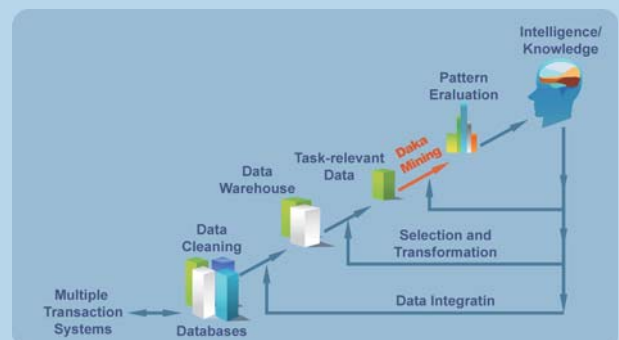 Intelligence/
Knowledge
Pattern
Eraluation
Daka
Mining
Task-relevant
Data
Data
Warehouse
Data
Cleaning
Selection and
Transformation
Data Integratin
Multiple
Transaction
Systems
Databases